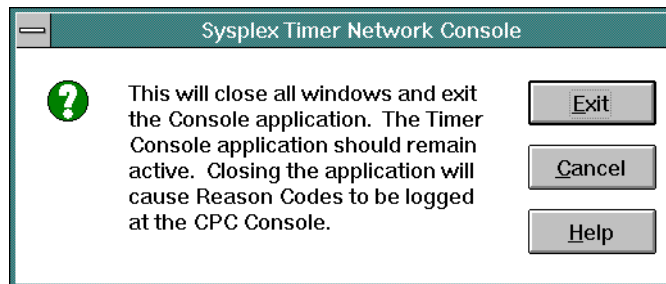 Sysplex Timer Network Console
This will close all windows and exit
the Console application. The Timer
Console application should remain
active. Closing the application will
cause Reason Codes to be logged
at the CPC Console.
Exit
Cancel
Help